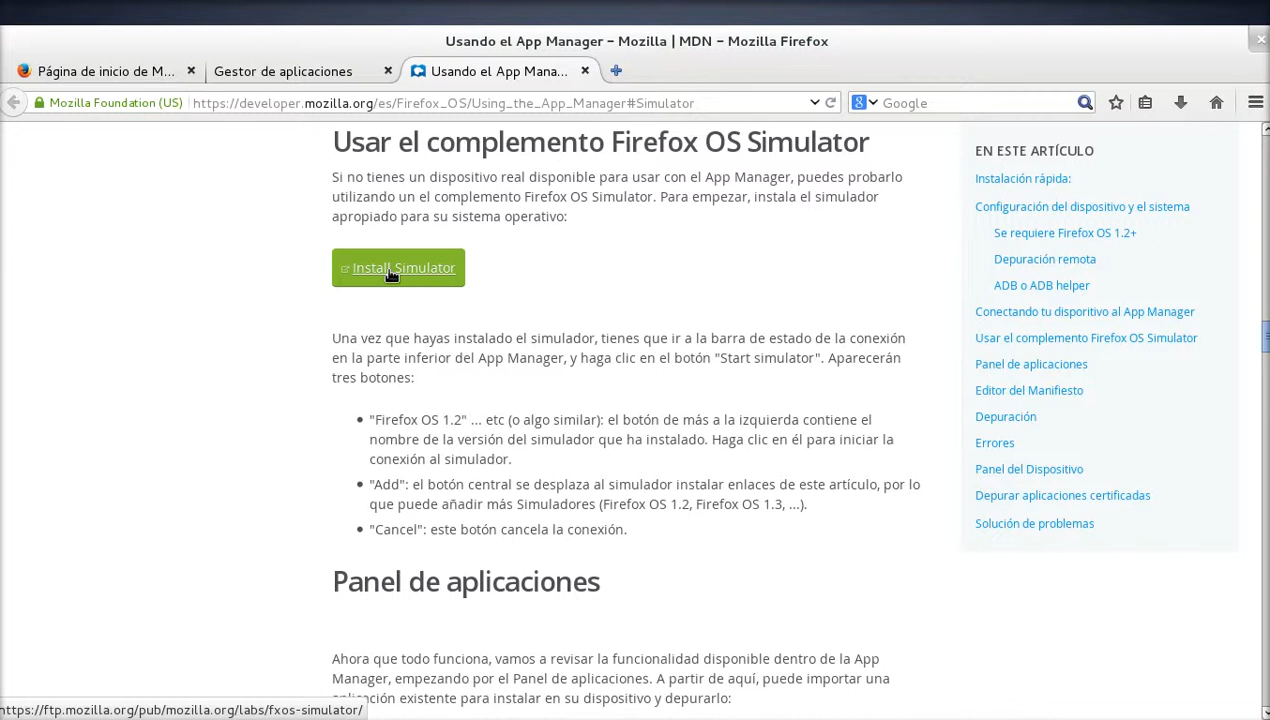 Usando el App Manager – Mozilla | MDN – Mozilla Firefox
Página de inicio de M...
Gestor de aplicaciones
Usando el App Mana...
Mozilla Foundation (US)
https://developer.mozilla.org/es/Firefox_OS/Using_the_App_Manager#Simulator
Google
Usar el complemento Firefox OS Simulator
Si no tienes un dispositivo real disponible para usar con el App Manager, puedes probarlo
utilizando un el complemento Firefox OS Simulator. Para empezar, instala el simulador
apropiado para su sistema operativo:
Install Simulator
Una vez que hayas instalado el simulador, tienes que ir a la barra de estado de la conexión
en la parte inferior del App Manager, y haga clic en el botón "Start simulator". Aparecerán
tres botones:
• "Firefox OS 1.2" ... etc (o algo similar): el botón de más a la izquierda contiene el
nombre de la versión del simulador que ha instalado. Haga clic en él para iniciar la
conexión al simulador.
• "Add": el botón central se desplaza al simulador instalar enlaces de este artículo, por lo
que puede añadir más Simuladores (Firefox OS 1.2, Firefox OS 1.3, ...).
• "Cancel": este botón cancela la conexión.
Panel de aplicaciones
Ahora que todo funciona, vamos a revisar la funcionalidad disponible dentro de la App
Manager, empezando por el Panel de aplicaciones. A partir de aquí, puede importar una
aplicación existente para instalar en su dispositivo y depurarlo:
EN ESTE ARTÍCULO
Instalación rápida:
Configuración del dispositivo y el sistema
Se requiere Firefox OS 1.2+
Depuración remota
ADB o ADB helper
Conectando tu disportivo al App Manager
Usar el complemento Firefox OS Simulator
Panel de aplicaciones
Editor del Manifiesto
Depuración
Errores
Panel del Dispositivo
Depurar aplicaciones certificadas
Solución de problemas
https://ftp.mozilla.org/pub/mozilla.org/labs/fxos-simulator/